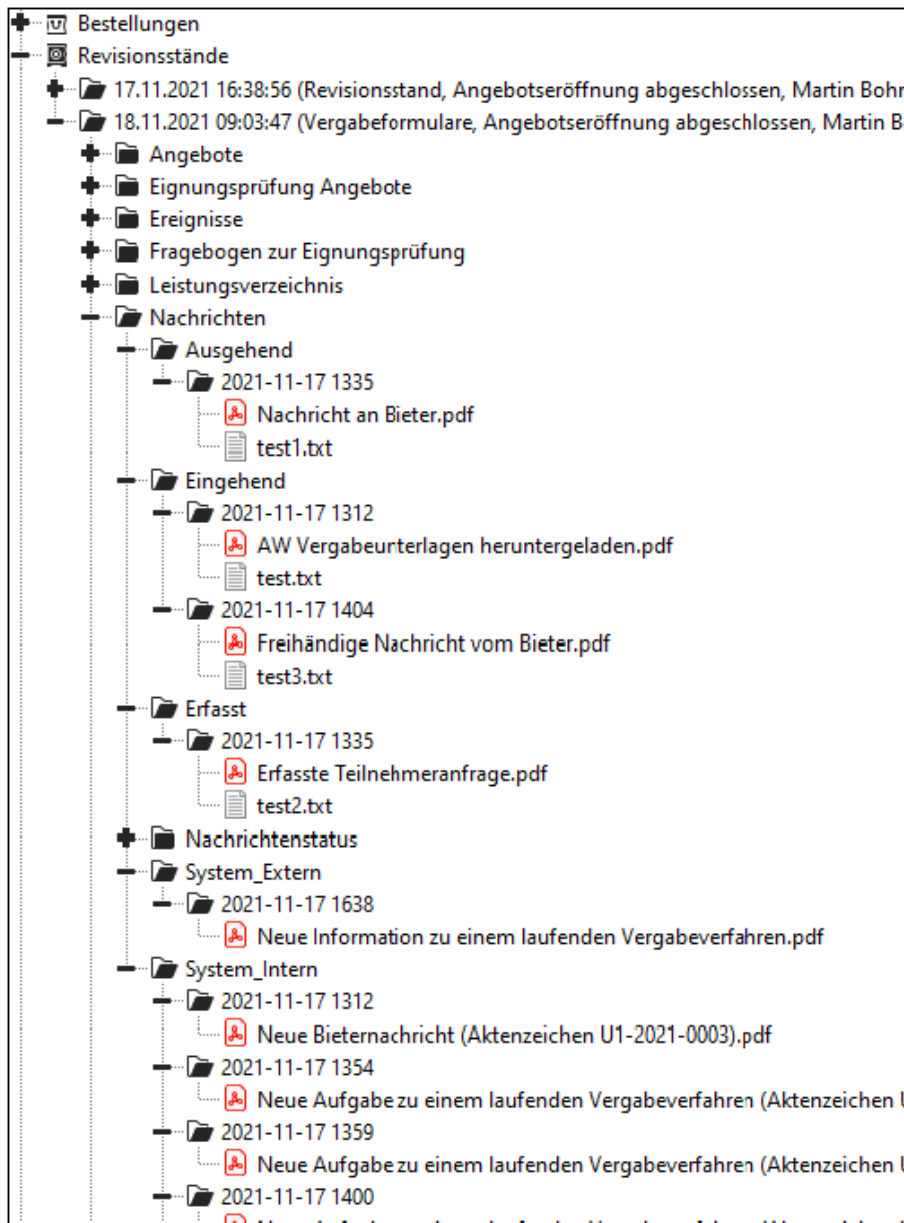 Bestellungen
Revisionsstände
17.11.2021 16:38:56 (Revisionsstand, Angebotseröffnung abgeschlossen, Martin Bohr
18.11.2021 09:03:47 (Vergabeformulare, Angebotseröffnung abgeschlossen, Martin B
Angebote
Eignungsprüfung Angebote
Ereignisse
Fragebogen zur Eignungsprüfung
Leistungsverzeichnis
Nachrichten
Ausgehend
2021-11-17 1335
Nachricht an Bieter.pdf
test1.txt
Eingehend
2021-11-17 1312
AW Vergabeunterlagen heruntergeladen.pdf
test.txt
2021-11-17 1404
Freihändige Nachricht vom Bieter.pdf
test3.txt
Erfasst
2021-11-17 1335
Erfasste Teilnehmeranfrage.pdf
test2.txt
Nachrichtenstatus
System_Extern
2021-11-17 1638
Neue Information zu einem laufenden Vergabeverfahren.pdf
System_Intern
2021-11-17 1312
Neue Bieternachricht (Aktenzeichen U1-2021-0003).pdf
2021-11-17 1354
Neue Aufgabe zu einem laufenden Vergabeverfahren (Aktenzeichen U
2021-11-17 1359
Neue Aufgabe zu einem laufenden Vergabeverfahren (Aktenzeichen U
2021-11-17 1400